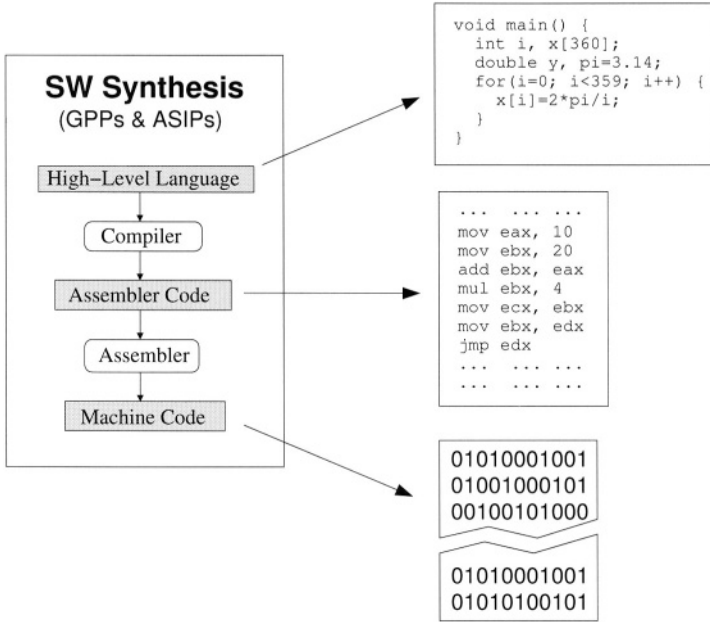 SW Synthesis
(GPPs & ASIPs)
High-Level Language
Compiler
Assembler Code
Assembler
Machine Code
void main() {
int i, x[360];
double y, pi=3.14;
for(i=0; i<359; i++) {
x[i]=2*pi/i;
}
}
... ... ...
mov eax, 10
mov ebx, 20
add ebx, eax
mul ebx, 4
mov ecx, ebx
mov ebx, edx
jmp edx
... ... ...
... ... ...
01010001001
01001000101
00100101000
01010001001
01010100101